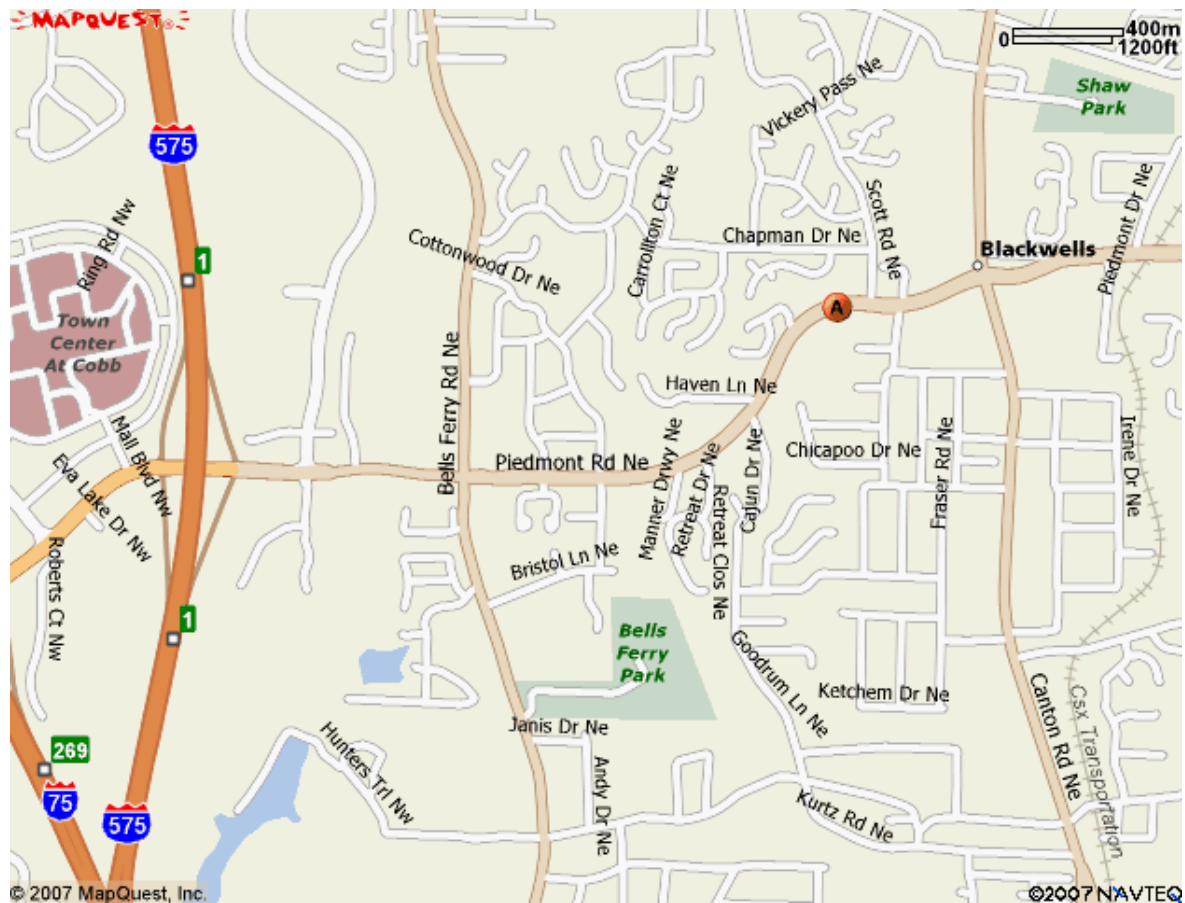 MAPQUEST
0 400m
1200ft
575
Vickery Pass Ne
Shaw
Park
Ring Rd Nw
1
Cottonwood Dr Ne
Carrollton Ct Ne
Chapman Dr Ne
Scott Rd Ne
Blackwells
Piedmont Dr Ne
A
Town
Center
At Cobb
Bells Ferry Rd Ne
Haven Ln Ne
Mall Blvd Nw
Eva Lake Dr Nw
Piedmont Rd Ne
Manner Drwy Ne
Retreat Dr Ne
Retreat Clos Ne
Cajun Dr Ne
Chicapoo Dr Ne
Fraser Rd Ne
Irene Dr Ne
Roberts Ct Nw
Bristol Ln Ne
1
Bells
Ferry
Park
Goodrum Ln Ne
Ketchem Dr Ne
Canton Rd Ne
Csx Transportation
Janis Dr Ne
Hunters Trl Nw
Andy Dr Ne
Kurtz Rd Ne
269
75
575
© 2007 MapQuest, Inc.
©2007 NAVTEQ